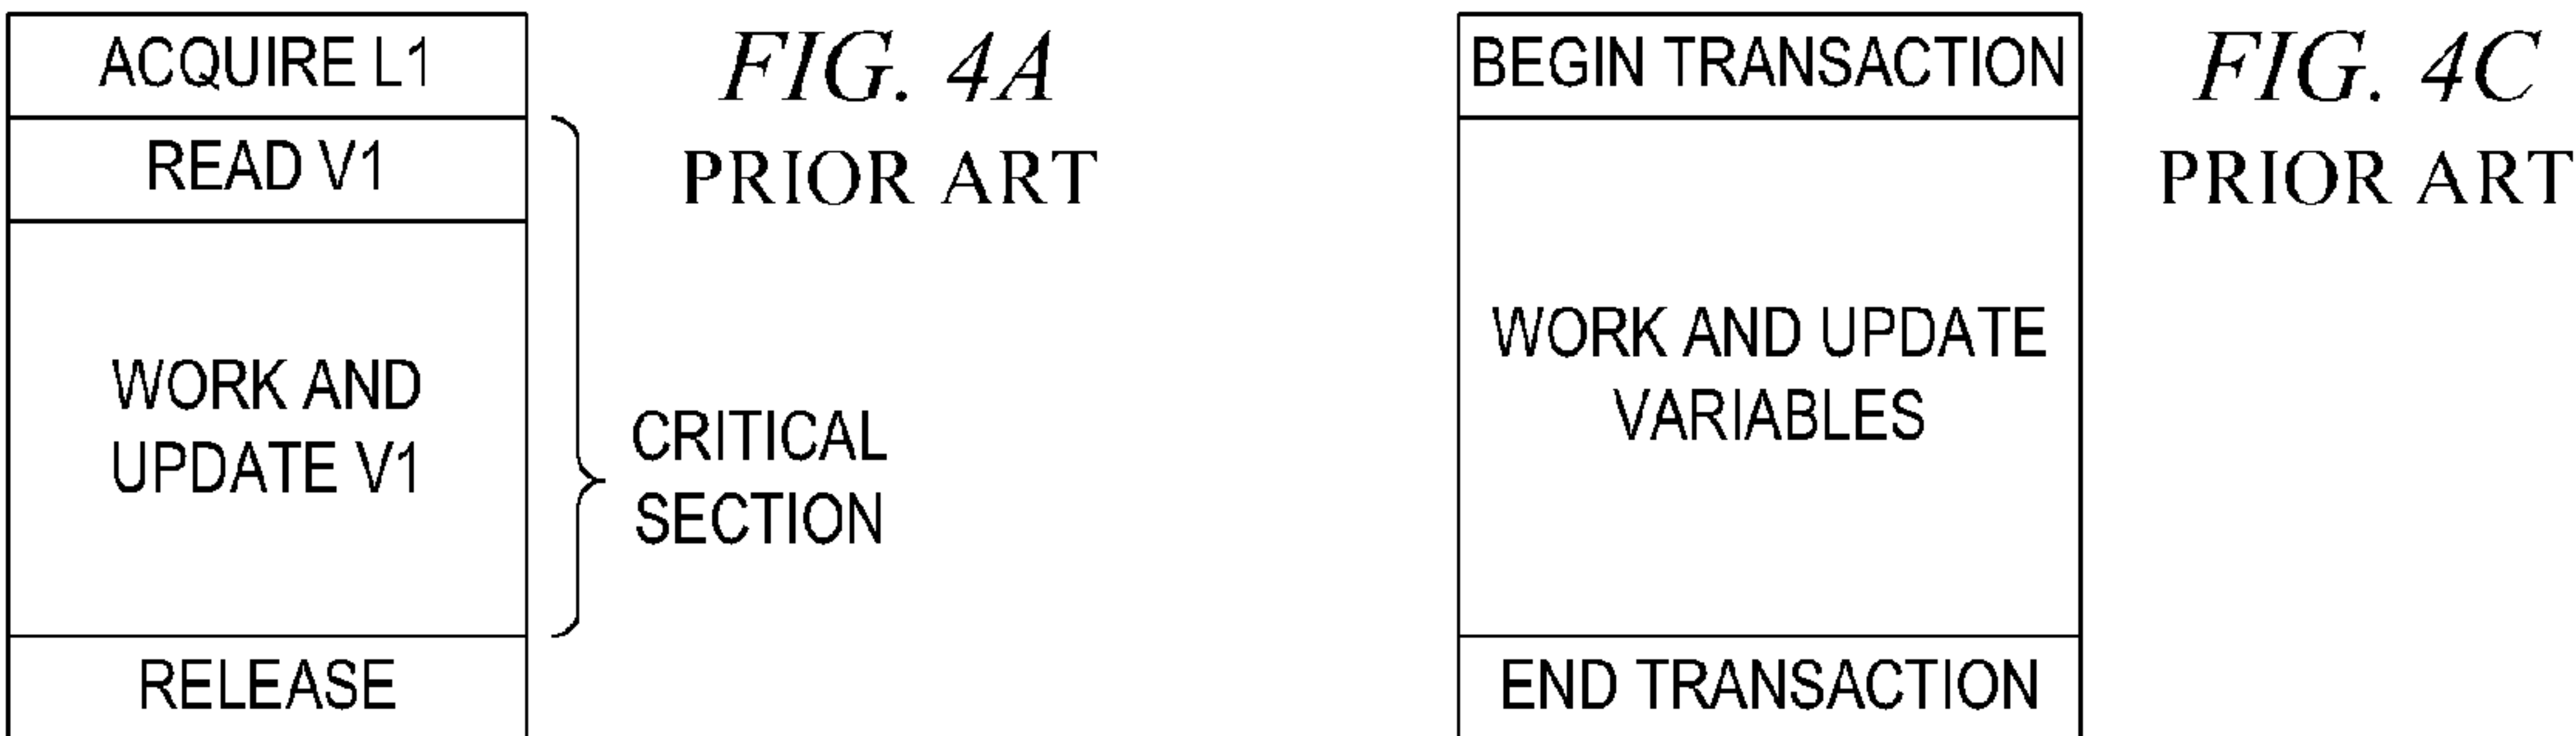 ACQUIRE L1
READ V1
WORK AND
UPDATE V1
RELEASE
CRITICAL
SECTION
FIG. 4A
PRIOR ART
BEGIN TRANSACTION
WORK AND UPDATE
VARIABLES
END TRANSACTION
FIG. 4C
PRIOR ART